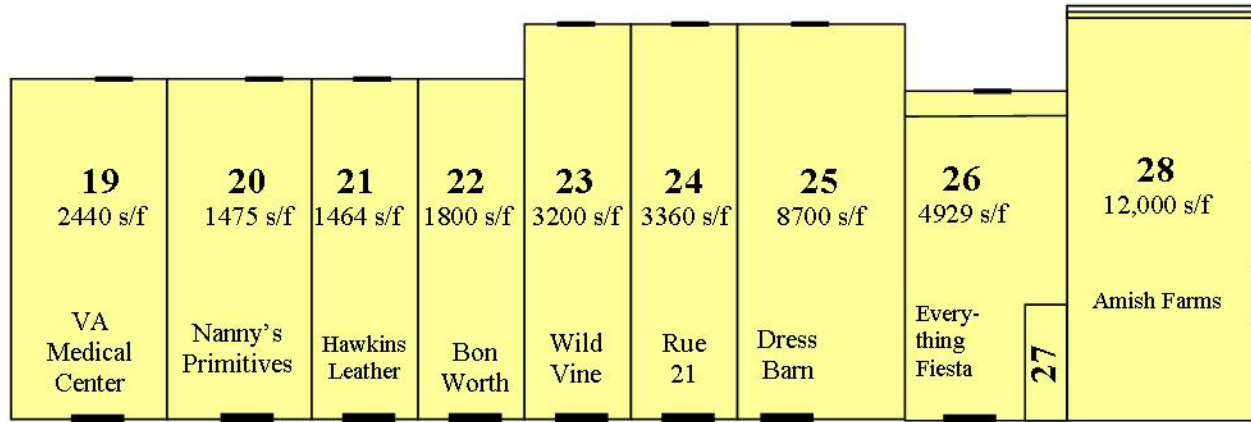 19
2440 s/f
VA
Medical
Center
20
1475 s/f
Nanny's
Primitives
21
1464 s/f
Hawkins
Leather
22
1800 s/f
Bon
Worth
23
3200 s/f
Wild
Vine
24
3360 s/f
Rue
21
25
8700 s/f
Dress
Barn
26
4929 s/f
Every-
thing
Fiesta
27
28
12,000 s/f
Amish Farms